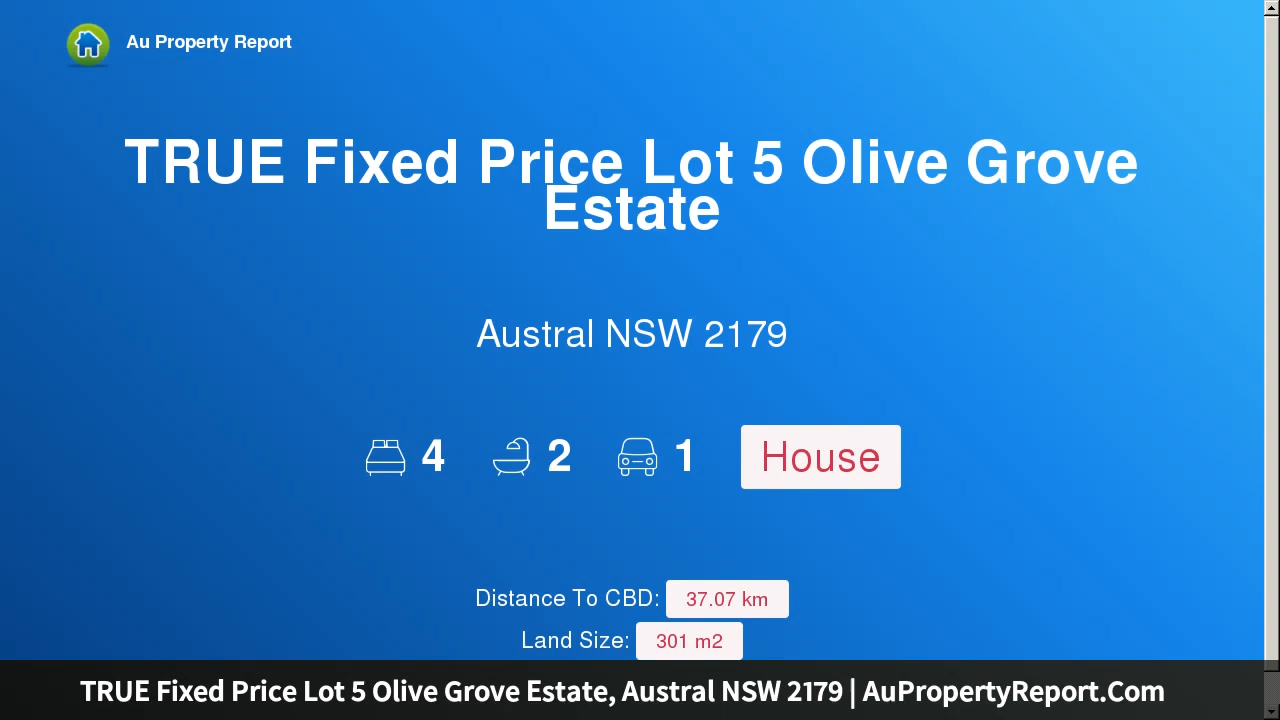 Au Property Report
TRUE Fixed Price Lot 5 Olive Grove
Estate
Austral NSW 2179
4 2 1 House
Distance To CBD: 37.07 km
Land Size: 301 m2
TRUE Fixed Price Lot 5 Olive Grove Estate, Austral NSW 2179 | AuPropertyReport.Com